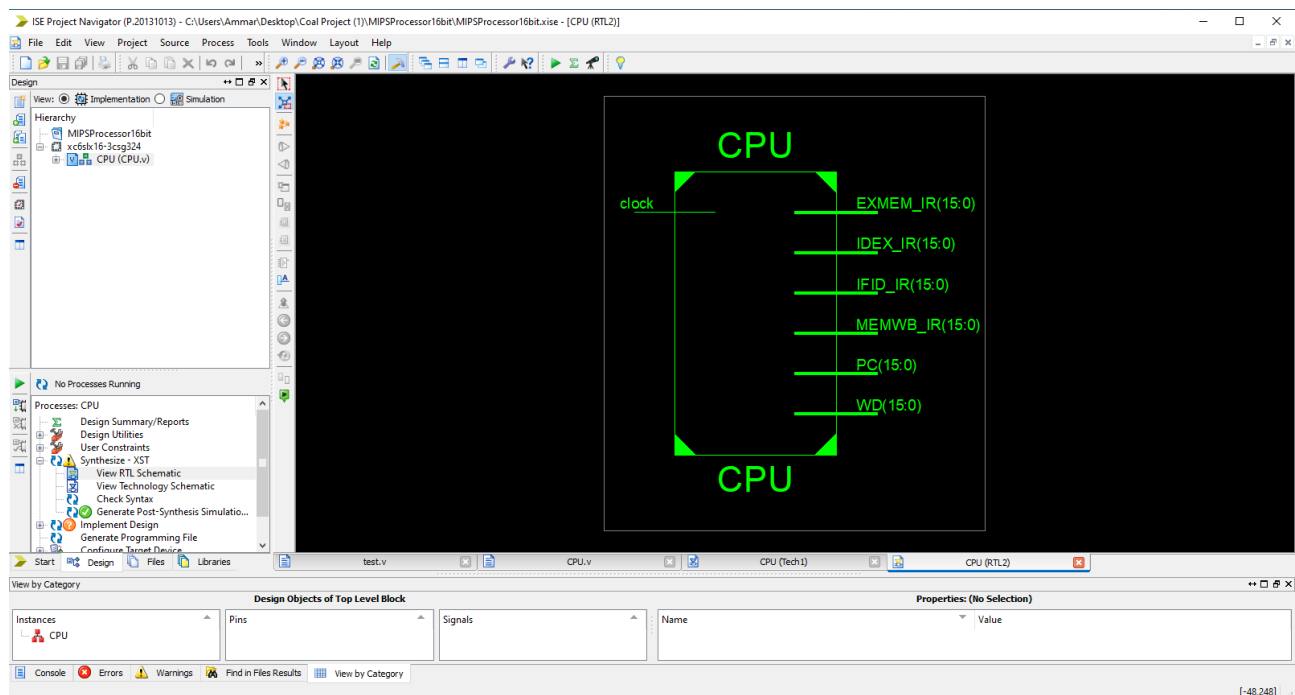 ISE Project Navigator (P.20131013) - C:\Users\Ammar\Desktop\Coal Project (1)\MIPSProcessor16bit\MIPSProcessor16bit.xise - [CPU (RTL2)]
File Edit View Project Source Process Tools Window Layout Help
Design
View: Implementation Simulation
Hierarchy
MIPSProcessor16bit
xc6slx16-3csg324
CPU (CPU.v)
No Processes Running
Processes: CPU
Design Summary/Reports
Design Utilities
User Constraints
Synthesize - XST
View RTL Schematic
View Technology Schematic
Check Syntax
Generate Post-Synthesis Simulatio...
Implement Design
Generate Programming File
Configure Target Device
Start Design Files Libraries
CPU
clock
EXMEM_IR(15:0)
IDEX_IR(15:0)
IFID_IR(15:0)
MEMWB_IR(15:0)
PC(15:0)
WD(15:0)
CPU
test.v CPU.v CPU (Tech1) CPU (RTL2)
View by Category
Design Objects of Top Level Block Properties: (No Selection)
Instances Pins Signals Name Value
CPU
Console Errors Warnings Find in Files Results View by Category
[-48,248]